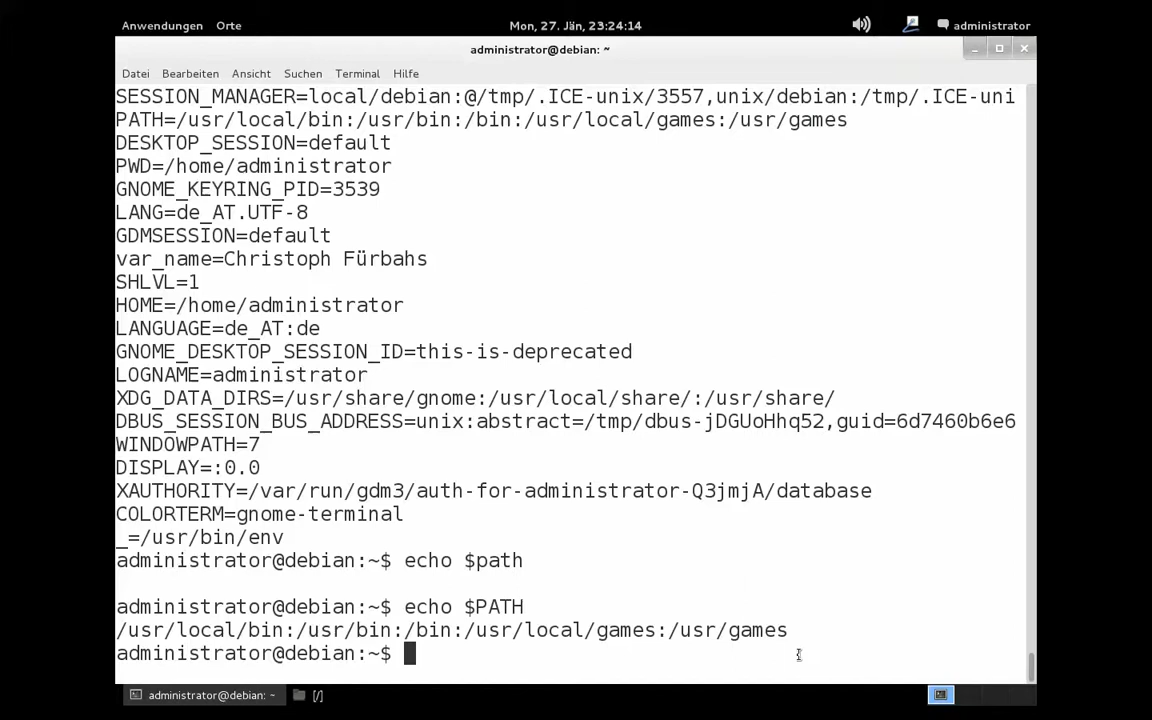 Anwendungen Orte Mon, 27. Jän, 23:24:14 administrator
administrator@debian: ~
Datei Bearbeiten Ansicht Suchen Terminal Hilfe
SESSION_MANAGER=local/debian:@/tmp/.ICE-unix/3557,unix/debian:/tmp/.ICE-uni
PATH=/usr/local/bin:/usr/bin:/bin:/usr/local/games:/usr/games
DESKTOP_SESSION=default
PWD=/home/administrator
GNOME_KEYRING_PID=3539
LANG=de_AT.UTF-8
GDMSESSION=default
var_name=Christoph Fürbahs
SHLVL=1
HOME=/home/administrator
LANGUAGE=de_AT:de
GNOME_DESKTOP_SESSION_ID=this-is-deprecated
LOGNAME=administrator
XDG_DATA_DIRS=/usr/share/gnome:/usr/local/share/:/usr/share/
DBUS_SESSION_BUS_ADDRESS=unix:abstract=/tmp/dbus-jDGUoHhq52,guid=6d7460b6e6
WINDOWPATH=7
DISPLAY=:0.0
XAUTHORITY=/var/run/gdm3/auth-for-administrator-Q3jmjA/database
COLORTERM=gnome-terminal
_=/usr/bin/env
administrator@debian:~$ echo $path
administrator@debian:~$ echo $PATH
/usr/local/bin:/usr/bin:/bin:/usr/local/games:/usr/games
administrator@debian:~$
administrator@debian: ~ [/]